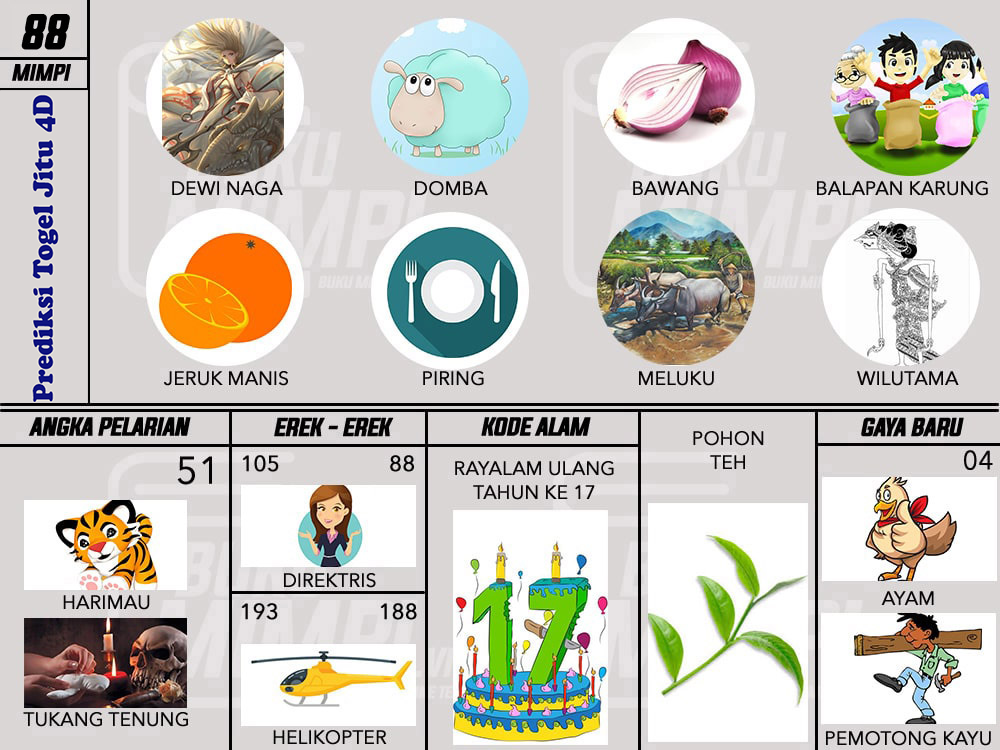 88
MIMPI
Prediksi Togel Jitu 4D
DEWI NAGA
DOMBA
BAWANG
BALAPAN KARUNG
JERUK MANIS
PIRING
MELUKU
WILUTAMA
ANGKA PELARIAN
51
HARIMAU
TUKANG TENUNG
EREK - EREK
105 88
DIREKTRIS
193 188
HELIKOPTER
KODE ALAM
RAYALAM ULANG
TAHUN KE 17
17
POHON
TEH
GAYA BARU
04
AYAM
PEMOTONG KAYU